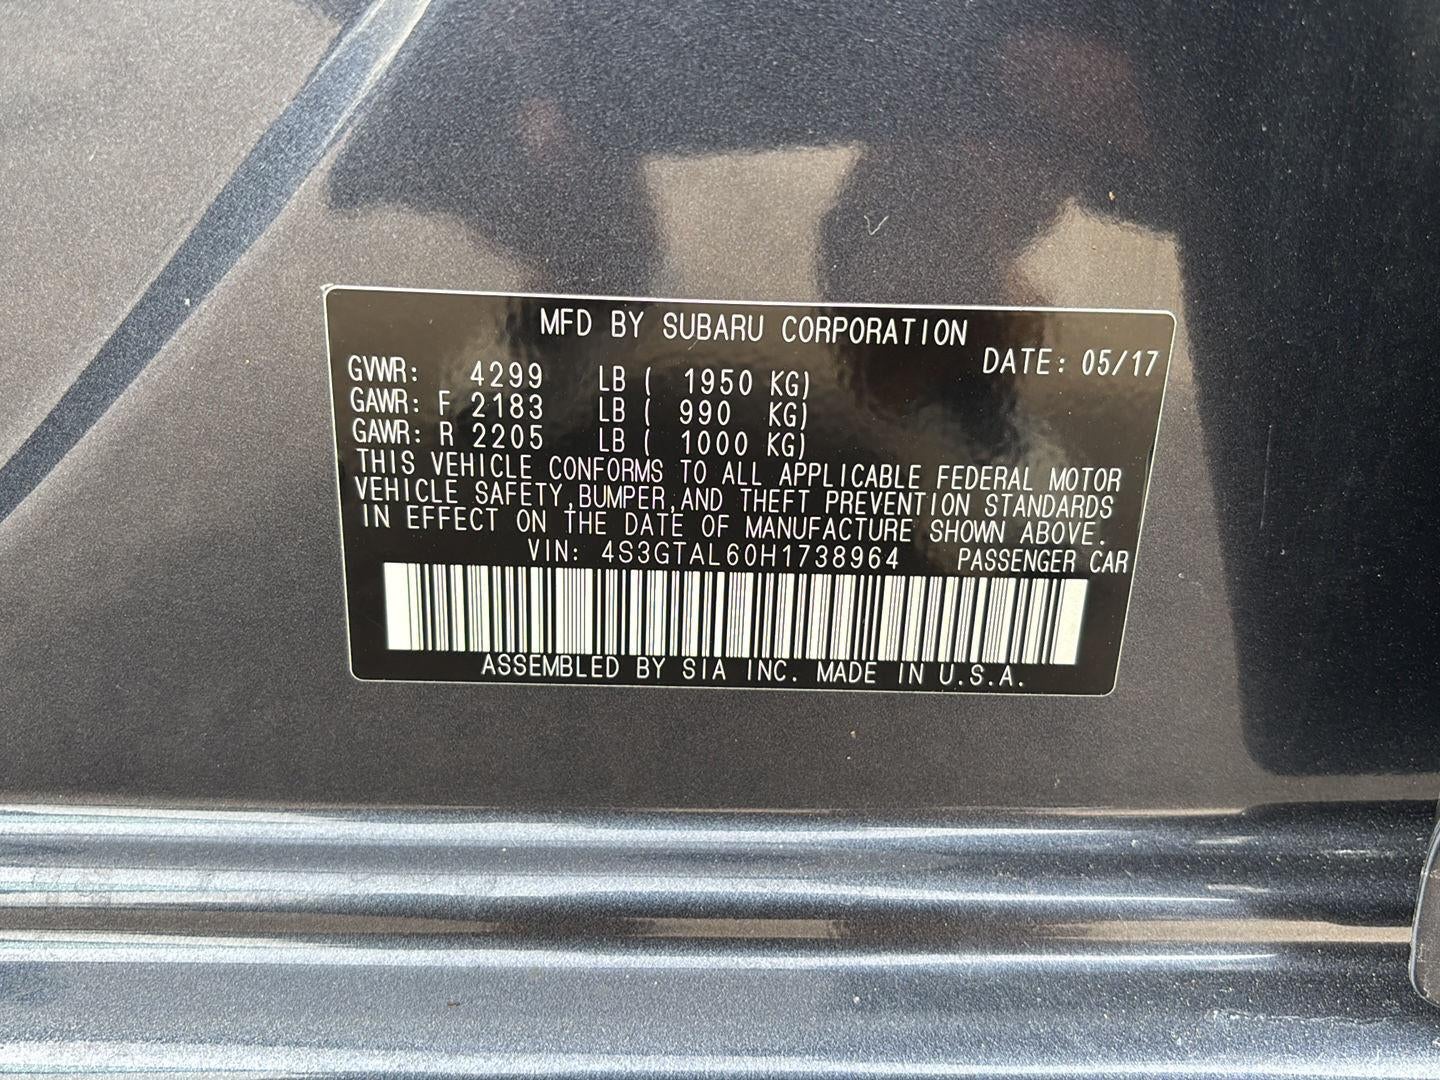 MFD BY SUBARU CORPORATION
DATE: 05/17
GVWR: 4299 LB ( 1950 KG)
GAWR: F 2183 LB ( 990 KG)
GAWR: R 2205 LB ( 1000 KG)
THIS VEHICLE CONFORMS TO ALL APPLICABLE FEDERAL MOTOR
VEHICLE SAFETY,BUMPER,AND THEFT PREVENTION STANDARDS
IN EFFECT ON THE DATE OF MANUFACTURE SHOWN ABOVE.
VIN: 4S3GTAL60H1738964 PASSENGER CAR
ASSEMBLED BY SIA INC. MADE IN U.S.A.